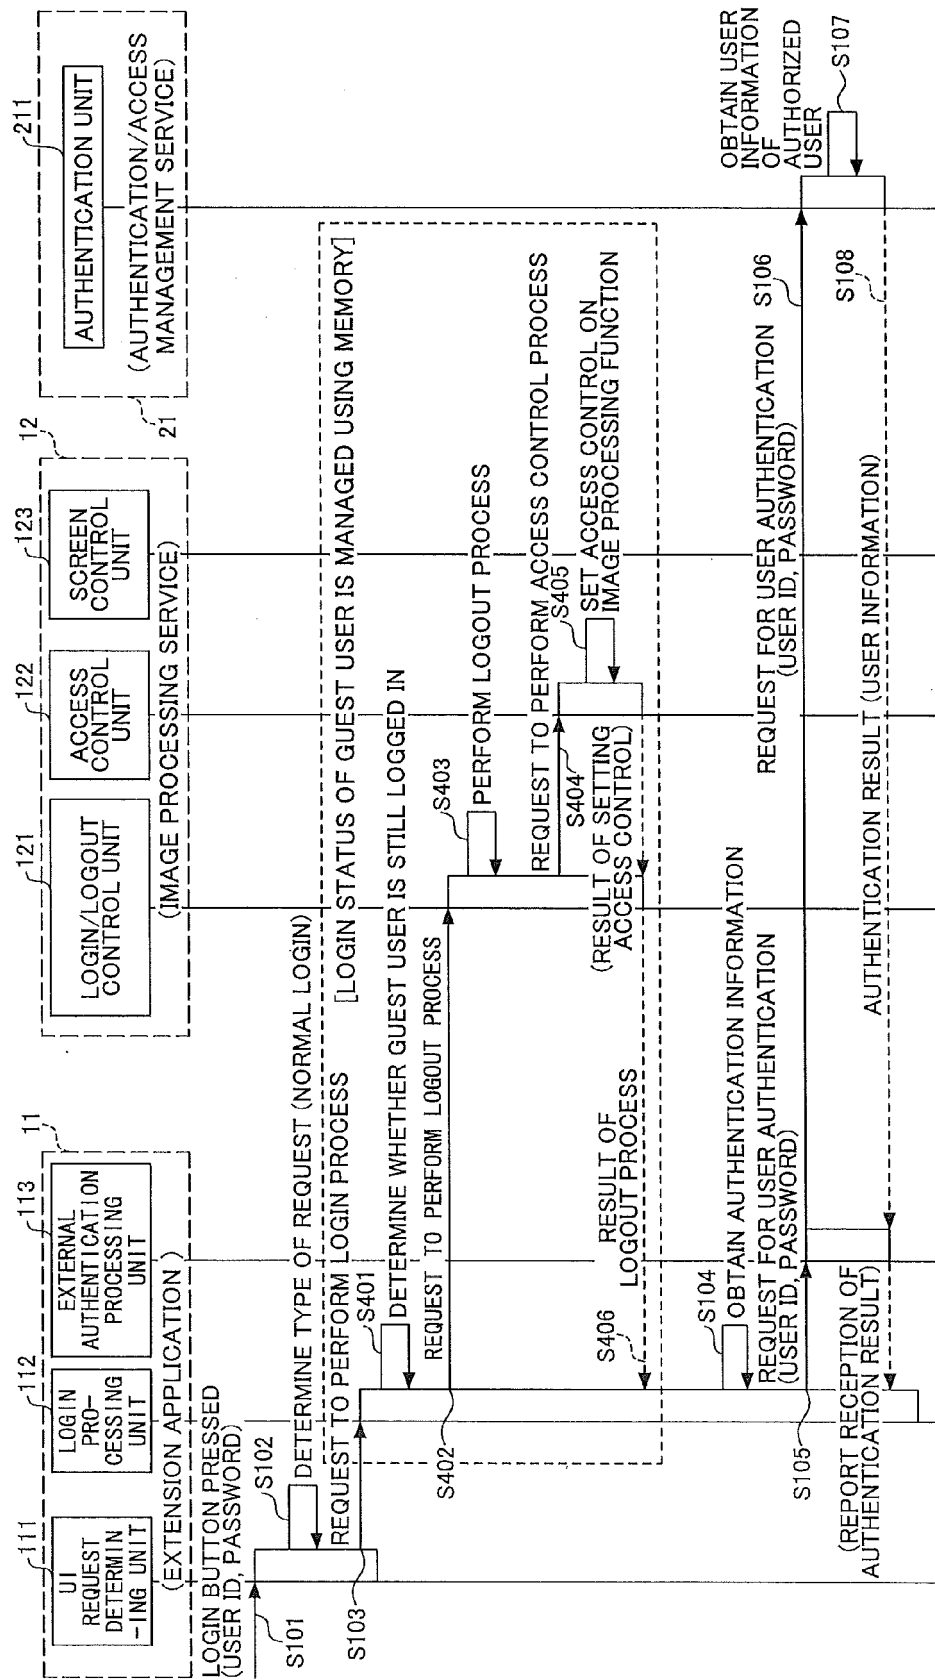 11
111
UI
REQUEST
DETERMIN
-ING UNIT
112
LOGIN
PRO-
CESSING
UNIT
113
EXTERNAL
AUTHENTICATION
PROCESSING
UNIT
(EXTENSION APPLICATION)
12
121
LOGIN/LOGOUT
CONTROL UNIT
122
ACCESS
CONTROL
UNIT
123
SCREEN
CONTROL
UNIT
(IMAGE PROCESSING SERVICE)
21
211
AUTHENTICATION UNIT
(AUTHENTICATION/ACCESS
MANAGEMENT SERVICE)
LOGIN BUTTON PRESSED
(USER ID, PASSWORD)
S101
S102
DETERMINE TYPE OF REQUEST (NORMAL LOGIN)
REQUEST TO PERFORM LOGIN PROCESS
S103
[LOGIN STATUS OF GUEST USER IS MANAGED USING MEMORY]
S401
DETERMINE WHETHER GUEST USER IS STILL LOGGED IN
REQUEST TO PERFORM LOGOUT PROCESS
S402
S403
PERFORM LOGOUT PROCESS
REQUEST TO PERFORM ACCESS CONTROL PROCESS
S404
S405
SET ACCESS CONTROL ON
IMAGE PROCESSING FUNCTION
(RESULT OF SETTING
ACCESS CONTROL)
RESULT OF
LOGOUT PROCESS
S406
S104
OBTAIN AUTHENTICATION INFORMATION
REQUEST FOR USER AUTHENTICATION
(USER ID, PASSWORD)
S105
REQUEST FOR USER AUTHENTICATION
(USER ID, PASSWORD)
S106
OBTAIN USER
INFORMATION
OF
AUTHORIZED
USER
S107
S108
AUTHENTICATION RESULT (USER INFORMATION)
(REPORT RECEPTION OF
AUTHENTICATION RESULT)